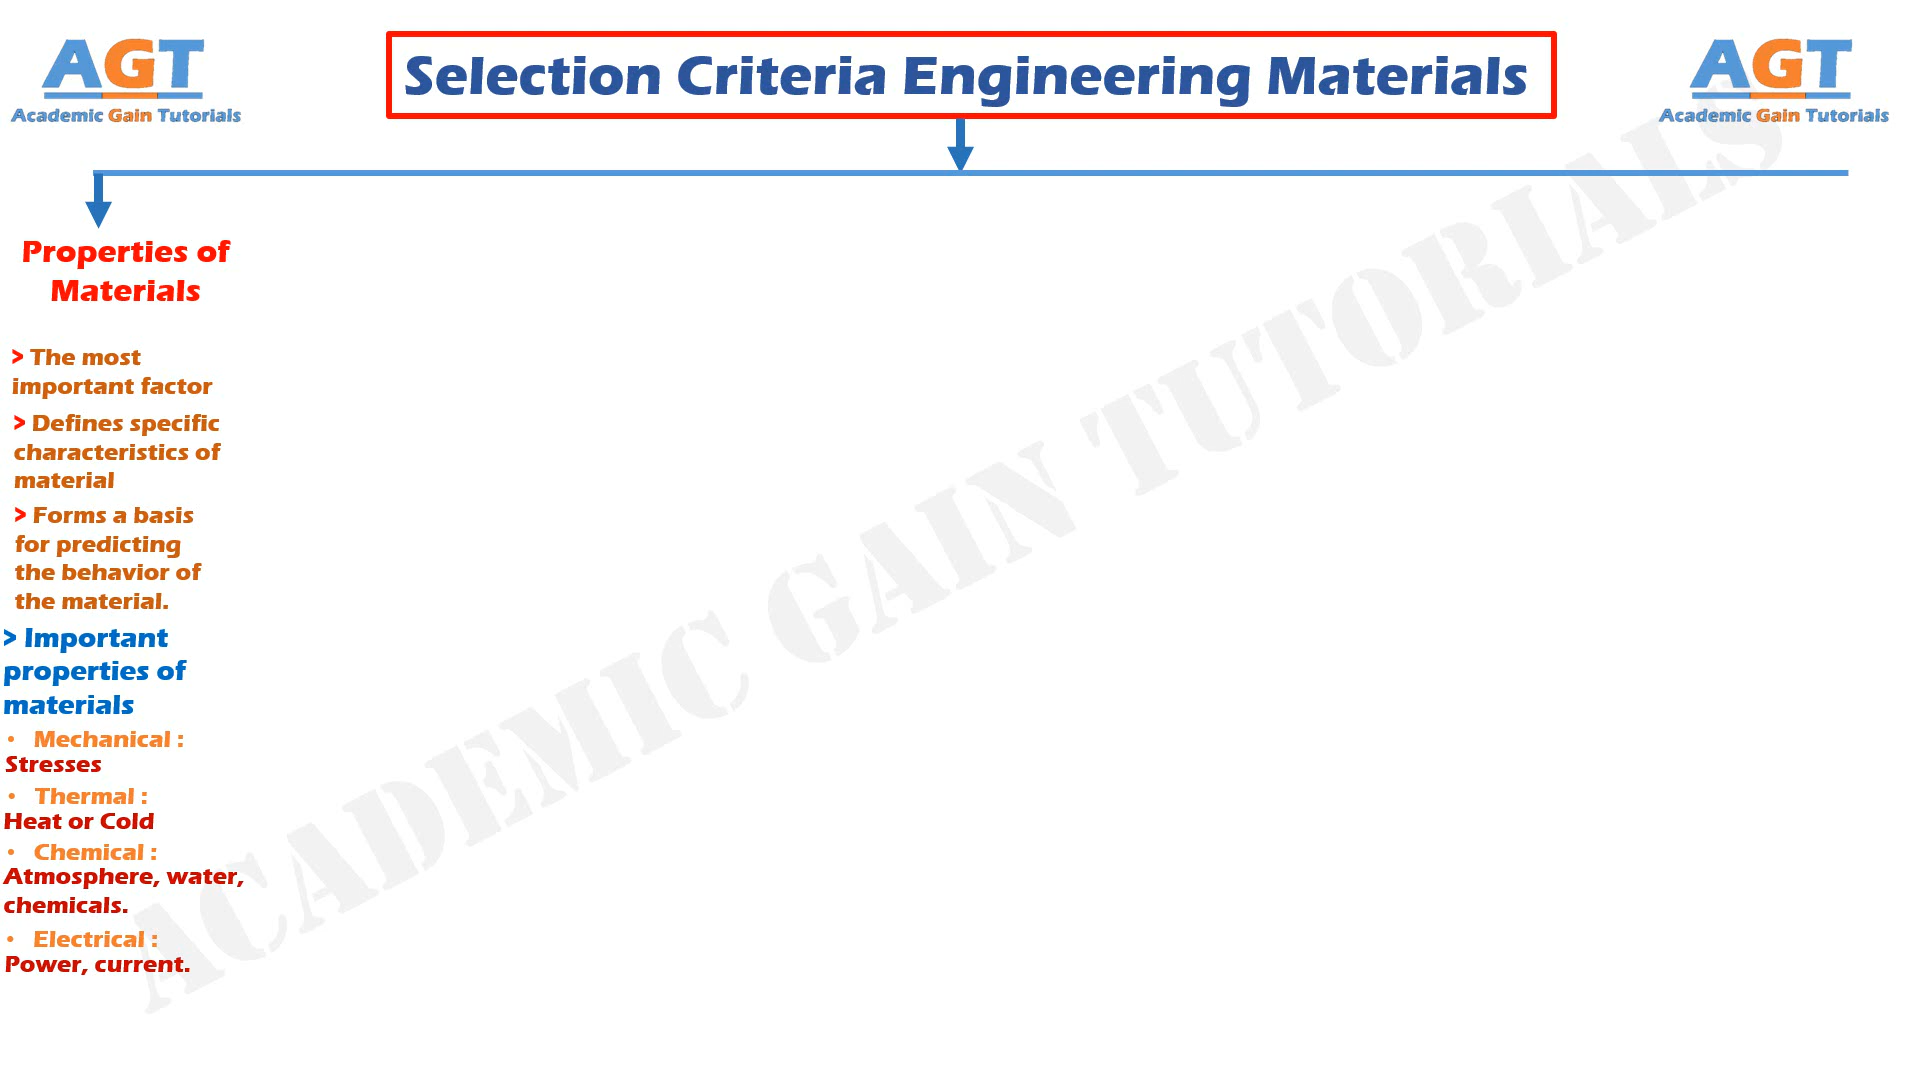 AGT
Academic Gain Tutorials
Selection Criteria Engineering Materials
AGT
Academic Gain Tutorials
Properties of
Materials
> The most
important factor
> Defines specific
characteristics of
material
> Forms a basis
for predicting
the behavior of
the material.
> Important
properties of
materials
• Mechanical :
Stresses
• Thermal :
Heat or Cold
• Chemical :
Atmosphere, water,
chemicals.
• Electrical :
Power, current.
ACADEMIC GAIN TUTORIALS